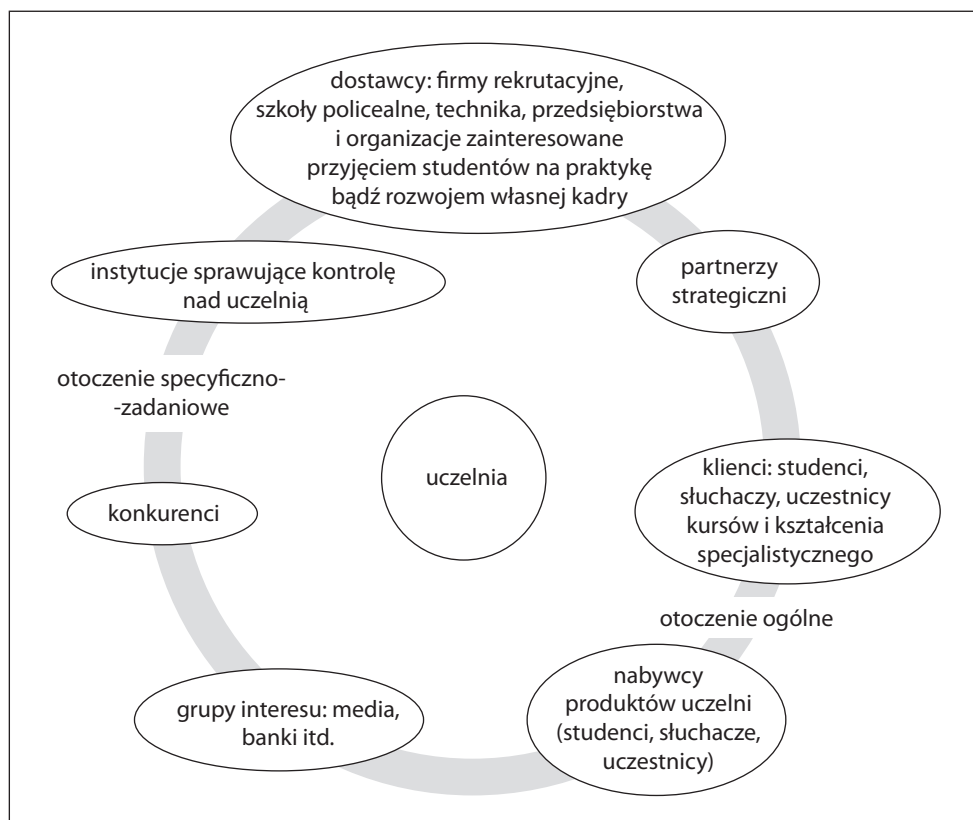 dostawcy: firmy rekrutacyjne,
szkoły policealne, technika, przedsiębiorstwa
i organizacje zainteresowane
przyjęciem studentów na praktykę
bądź rozwojem własnej kadry
instytucje sprawujące kontrolę
nad uczelnią
partnerzy
strategiczni
otoczenie specyficzno-
-zadaniowe
uczelnia
klienci: studenci,
słuchaczy, uczestnicy
kursów i kształcenia
specjalistycznego
konkurenci
otoczenie ogólne
nabywcy
produktów uczelni
(studenci, słuchacze,
uczestnicy)
grupy interesu: media,
banki itd.